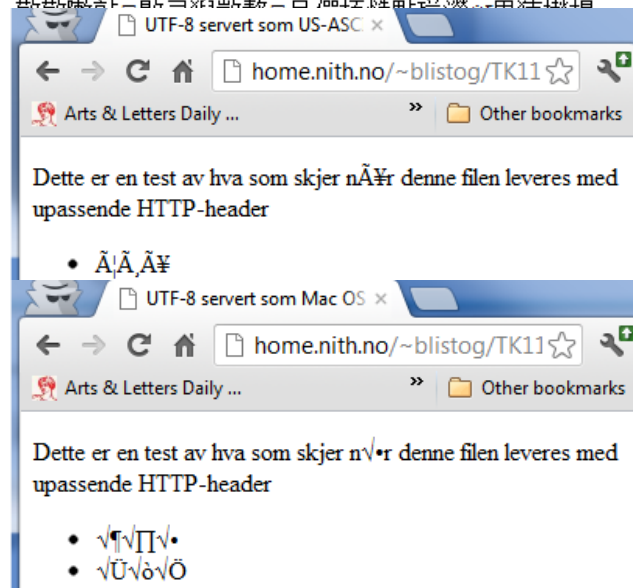 UTF-8 servert som US-ASC
home.nith.no/~blistog/TK11
Arts & Letters Daily ... » Other bookmarks
Dette er en test av hva som skjer nÃ¥r denne filen leveres med
upassende HTTP-header
• Ã¦Ã¸Ã¥
UTF-8 servert som Mac OS
home.nith.no/~blistog/TK11
Arts & Letters Daily ... » Other bookmarks
Dette er en test av hva som skjer n√•r denne filen leveres med
upassende HTTP-header
• √¶√∏√•
• √Ü√ò√Ö